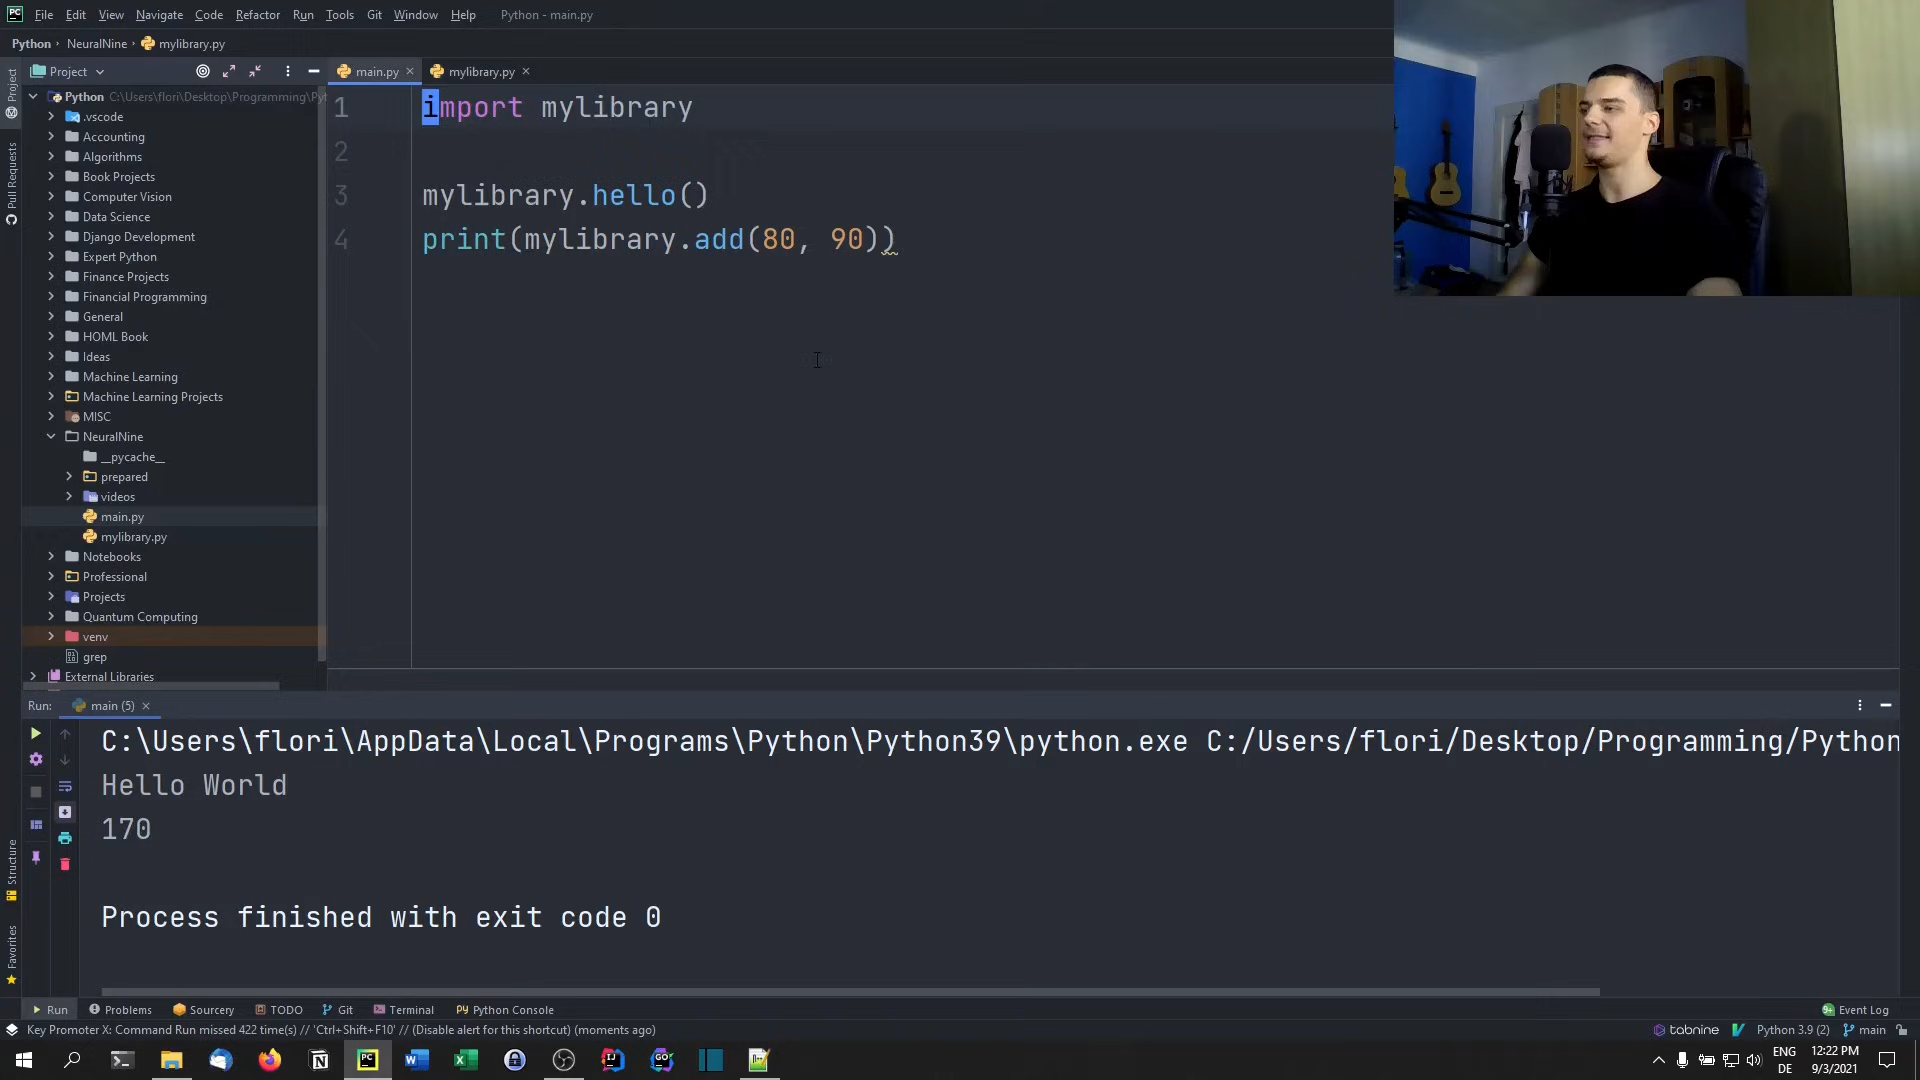 PC File Edit View Navigate Code Refactor Run Tools Git Window Help Python - main.py
Python › NeuralNine › mylibrary.py
Project
main.py
mylibrary.py
Project
Pull Requests
Structure
Favorites
Python C:\Users\flori\Desktop\Programming\Pyt
.vscode
Accounting
Algorithms
Book Projects
Computer Vision
Data Science
Django Development
Expert Python
Finance Projects
Financial Programming
General
HOML Book
Ideas
Machine Learning
Machine Learning Projects
MISC
NeuralNine
__pycache__
prepared
videos
main.py
mylibrary.py
Notebooks
Professional
Projects
Quantum Computing
venv
grep
External Libraries
1 import mylibrary
2
3 mylibrary.hello()
4 print(mylibrary.add(80, 90))
Run: main (5)
C:\Users\flori\AppData\Local\Programs\Python\Python39\python.exe C:/Users/flori/Desktop/Programming/Python
Hello World
170
Process finished with exit code 0
Run Problems Sourcery TODO Git Terminal Python Console Event Log
Key Promoter X: Command Run missed 422 time(s) // 'Ctrl+Shift+F10' // (Disable alert for this shortcut) (moments ago) tabnine Python 3.9 (2) main
ENG 12:22 PM
DE 9/3/2021